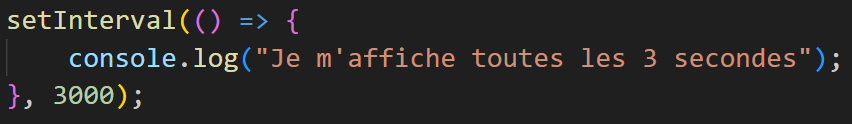 setInterval(() => {
    console.log("Je m'affiche toutes les 3 secondes");
}, 3000);